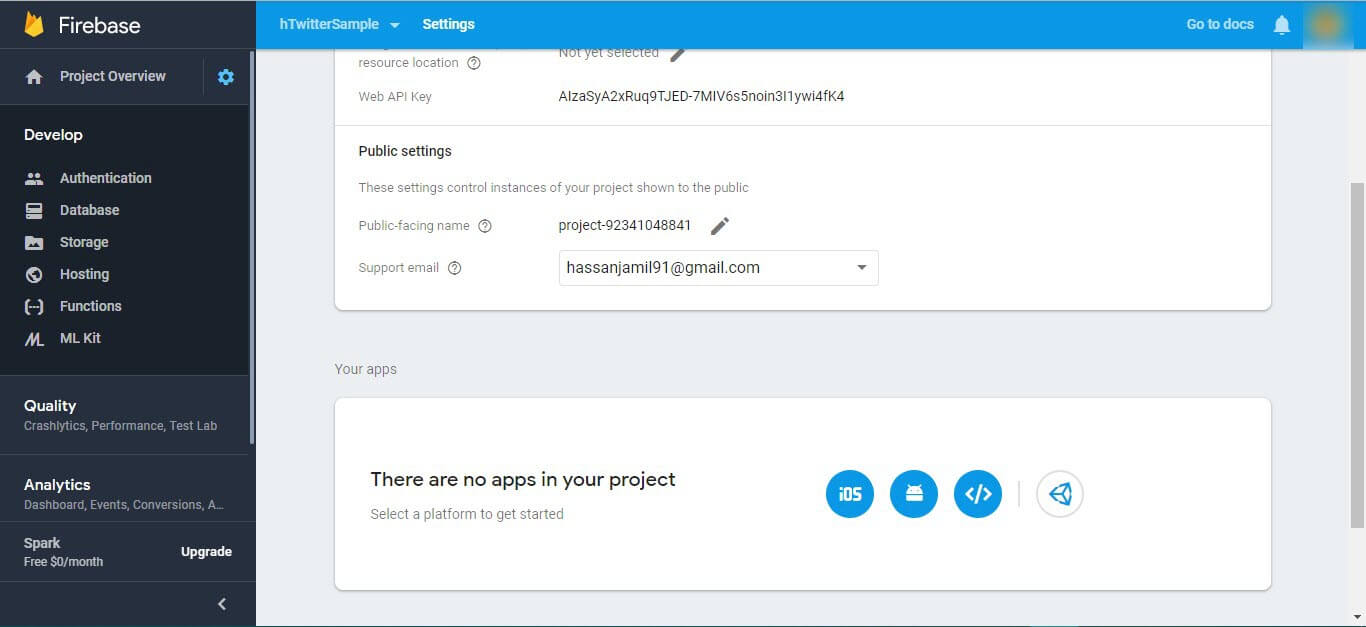 Firebase
hTwitterSample
Settings
Go to docs
Project Overview
Develop
Authentication
Database
Storage
Hosting
Functions
ML Kit
Quality
Crashlytics, Performance, Test Lab
Analytics
Dashboard, Events, Conversions, A...
Spark
Free $0/month
Upgrade
resource location
Not yet selected
Web API Key
AIzaSyA2xRuq9TJED-7MIV6s5noin3I1ywi4fK4
Public settings
These settings control instances of your project shown to the public
Public-facing name
project-92341048841
Support email
hassanjamil91@gmail.com
Your apps
There are no apps in your project
Select a platform to get started
iOS